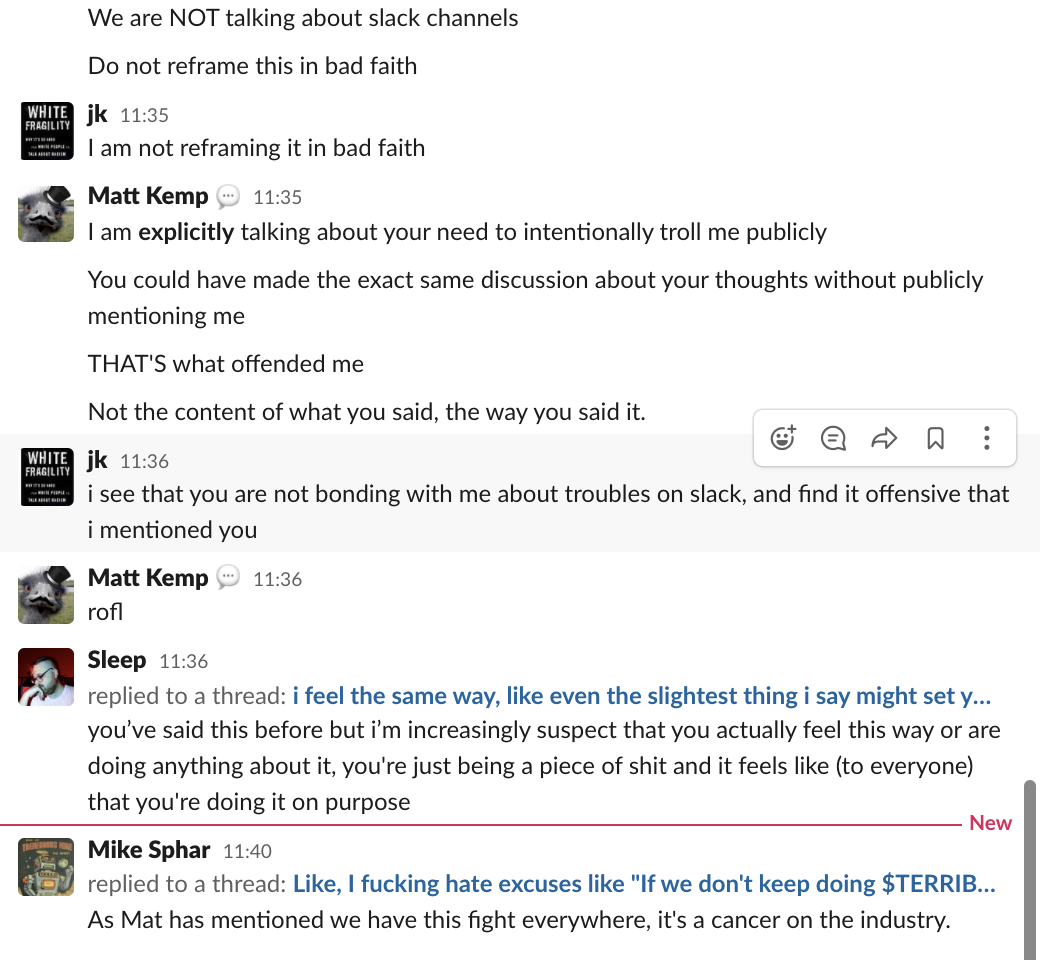 We are NOT talking about slack channels
Do not reframe this in bad faith
WHITE
FRAGILITY
jk 11:35
I am not reframing it in bad faith
Matt Kemp 11:35
I am explicitly talking about your need to intentionally troll me publicly
You could have made the exact same discussion about your thoughts without publicly
mentioning me
THAT'S what offended me
Not the content of what you said, the way you said it.
WHITE
FRAGILITY
jk 11:36
i see that you are not bonding with me about troubles on slack, and find it offensive that
i mentioned you
Matt Kemp 11:36
rofl
Sleep 11:36
replied to a thread: i feel the same way, like even the slightest thing i say might set y...
you’ve said this before but i’m increasingly suspect that you actually feel this way or are
doing anything about it, you're just being a piece of shit and it feels like (to everyone)
that you're doing it on purpose
New
Mike Sphar 11:40
replied to a thread: Like, I fucking hate excuses like "If we don't keep doing $TERRIB...
As Mat has mentioned we have this fight everywhere, it's a cancer on the industry.